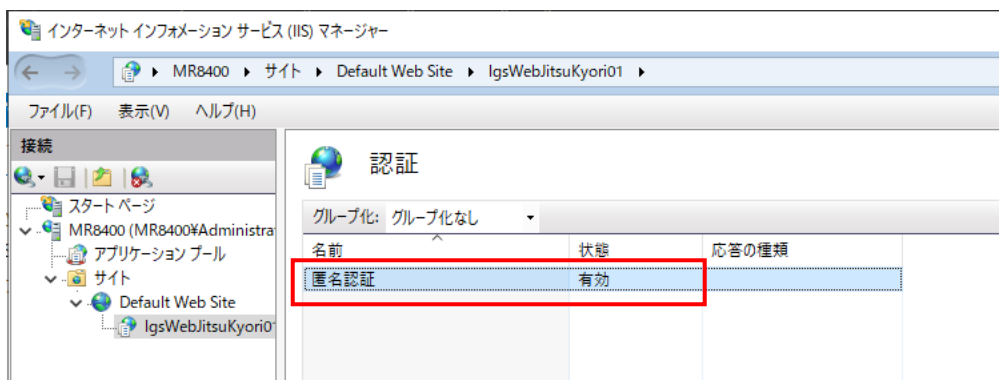 インターネット インフォメーション サービス (IIS) マネージャー
MR8400 サイト Default Web Site IgsWebJitsuKyori01
ファイル(F) 表示(V) ヘルプ(H)
接続
スタート ページ
MR8400 (MR8400¥Administra
アプリケーション プール
サイト
Default Web Site
IgsWebJitsuKyori0
認証
グループ化: グループ化なし
名前 状態 応答の種類
匿名認証 有効